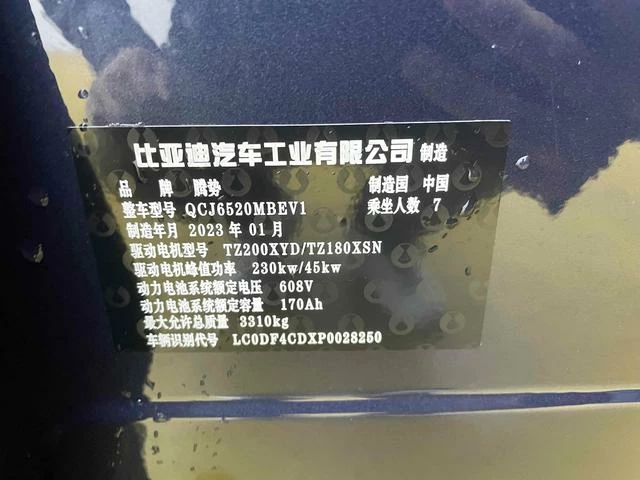 比亚迪汽车工业有限公司 制造
品 牌 腾势 制造国 中国
整车型号 QCJ6520MBEV1 乘坐人数 7
制造年月 2023 年 01 月
驱动电机型号 TZ200XYD/TZ180XSN
驱动电机峰值功率 230kw/45kw
动力电池系统额定电压 608V
动力电池系统额定容量 170Ah
最大允许总质量 3310kg
车辆识别代号 LC0DF4CDXP0028250